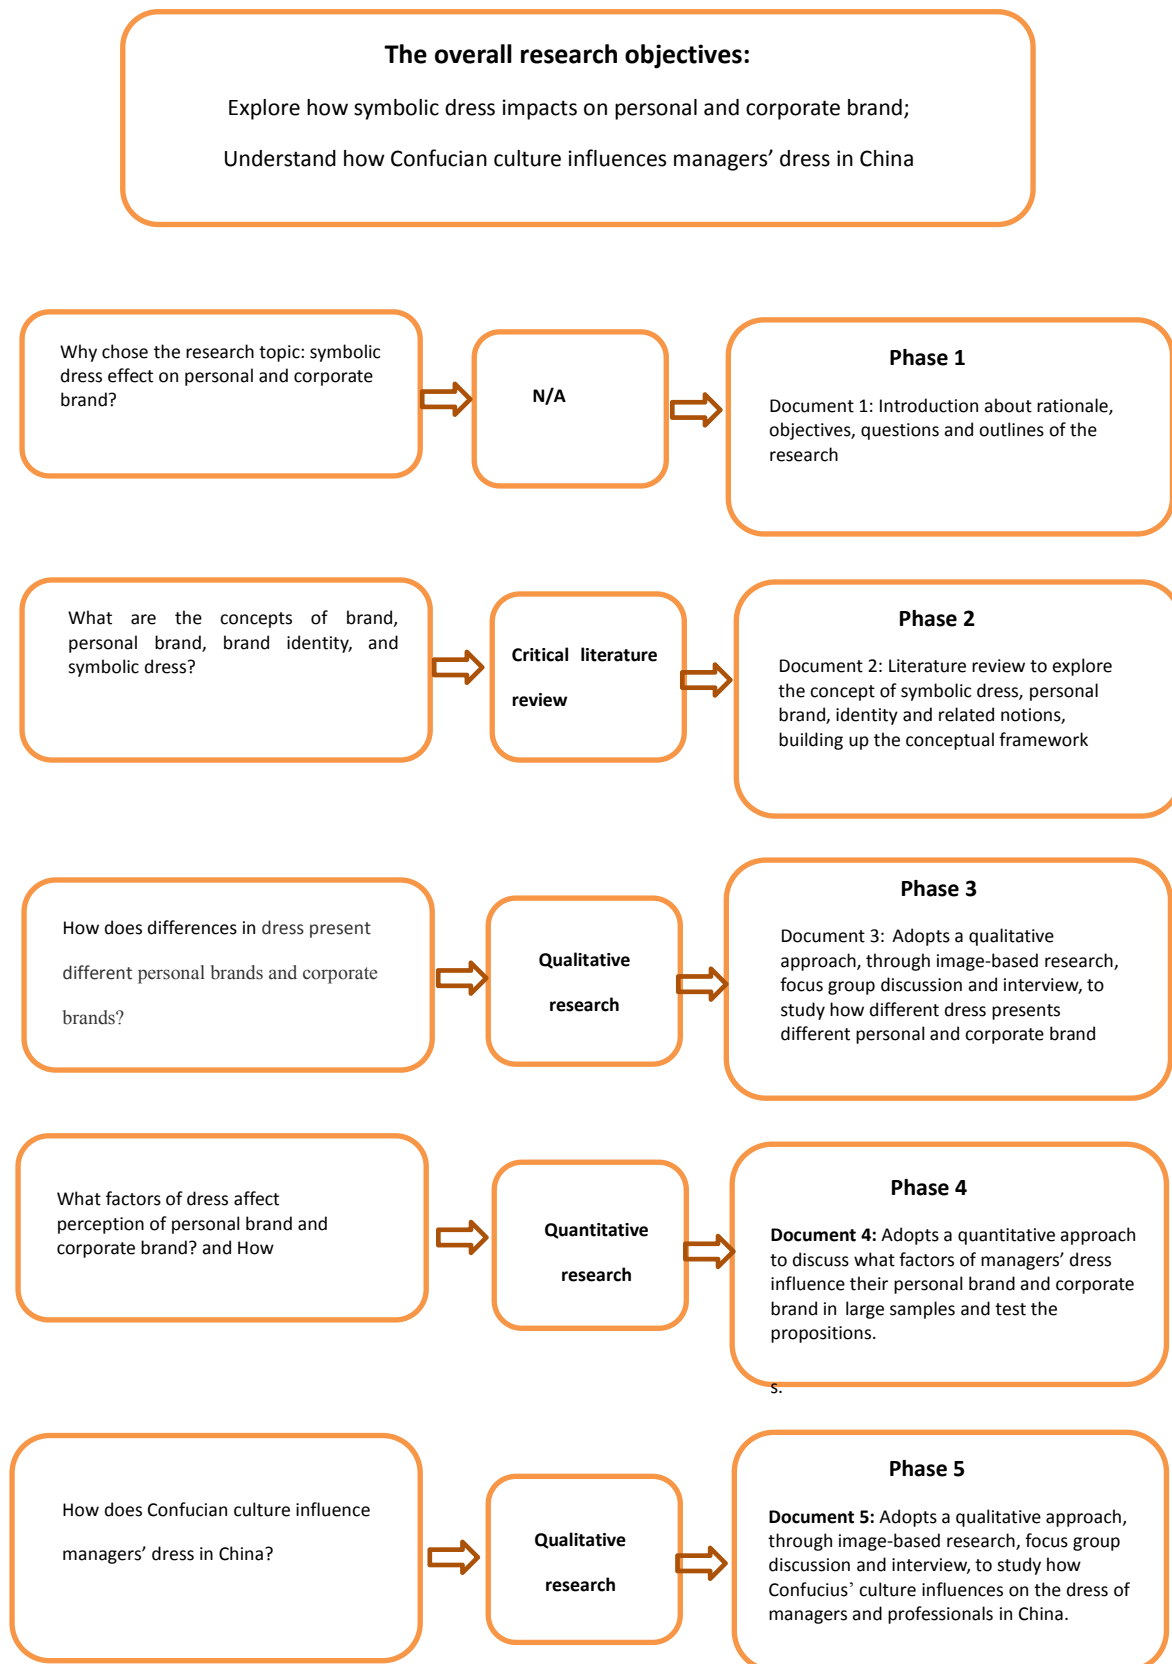 The overall research objectives:
Explore how symbolic dress impacts on personal and corporate brand;
Understand how Confucian culture influences managers’ dress in China
Why chose the research topic: symbolic
dress effect on personal and corporate
brand?
N/A
Phase 1
Document 1: Introduction about rationale,
objectives, questions and outlines of the
research
What are the concepts of brand,
personal brand, brand identity, and
symbolic dress?
Critical literature
review
Phase 2
Document 2: Literature review to explore
the concept of symbolic dress, personal
brand, identity and related notions,
building up the conceptual framework
How does differences in dress present
different personal brands and corporate
brands?
Qualitative
research
Phase 3
Document 3: Adopts a qualitative
approach, through image-based research,
focus group discussion and interview, to
study how different dress presents
different personal and corporate brand
What factors of dress affect
perception of personal brand and
corporate brand? and How
Quantitative
research
Phase 4
Document 4: Adopts a quantitative approach
to discuss what factors of managers’ dress
influence their personal brand and corporate
brand in large samples and test the
propositions.
s.
How does Confucian culture influence
managers’ dress in China?
Qualitative
research
Phase 5
Document 5: Adopts a qualitative approach,
through image-based research, focus group
discussion and interview, to study how
Confucius’ culture influences on the dress of
managers and professionals in China.